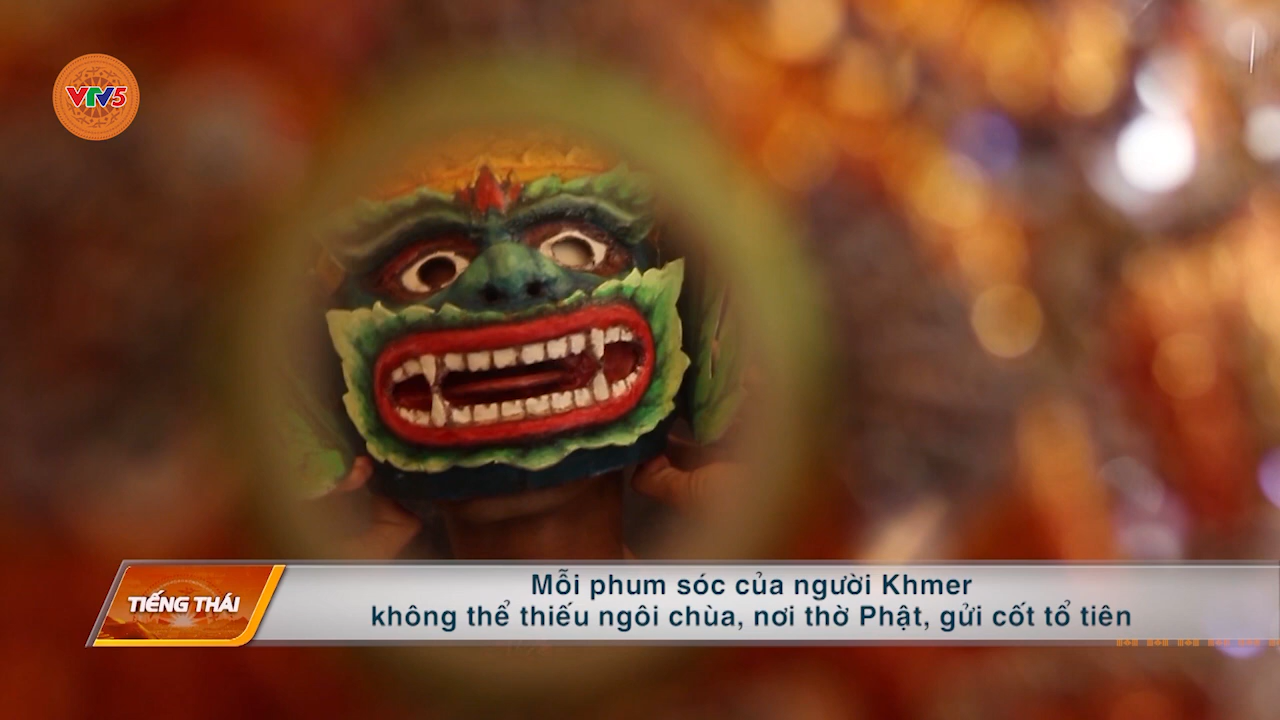 VTV5
TIẾNG THÁI
Mỗi phum sóc của người Khmer
không thể thiếu ngôi chùa, nơi thờ Phật, gửi cốt tổ tiên